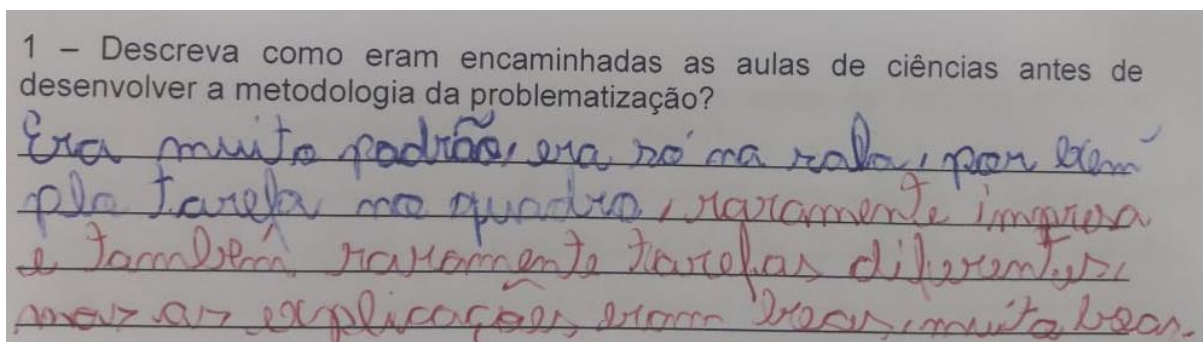 1 – Descreva como eram encaminhadas as aulas de ciências antes de
desenvolver a metodologia da problematização?
Era muito padrão, era só na sala, por exem
plo tarefa no quadro, raramente impresa
e também raramente tarefas diferentes,
mas as explicações eram boas, muito boas.